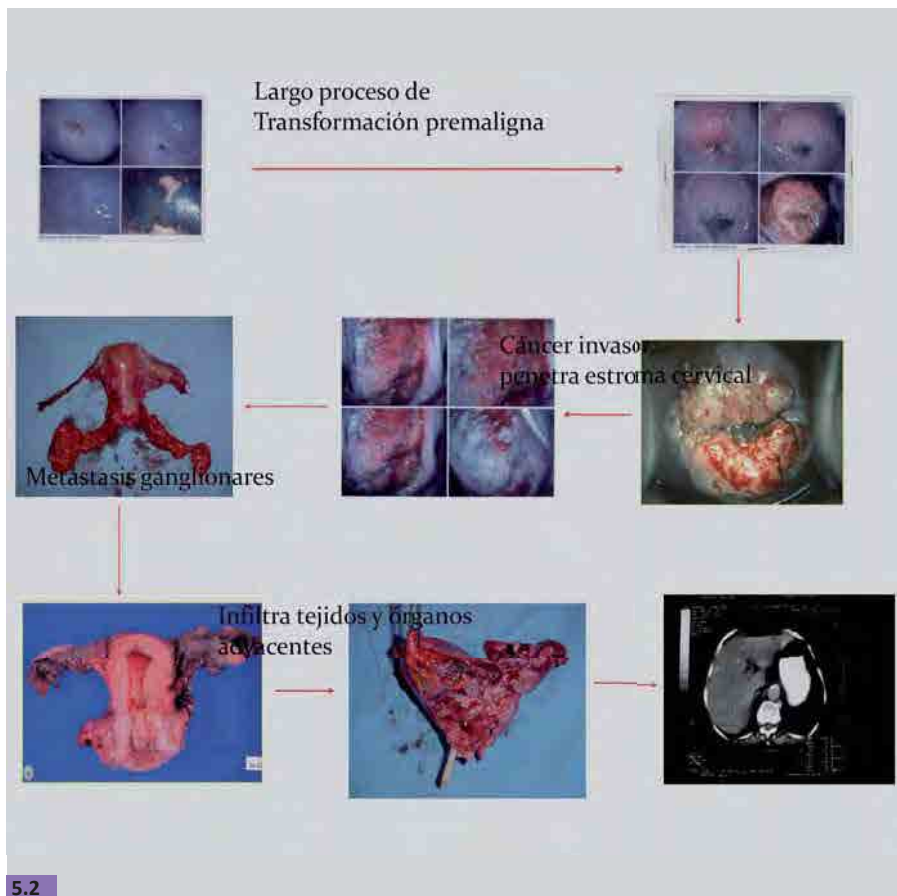 Largo proceso de
Transformación premaligna
Cáncer invasor,
penetra estroma cervical
Metástasis ganglionares
Infiltra tejidos y órganos
adyacentes
5.2